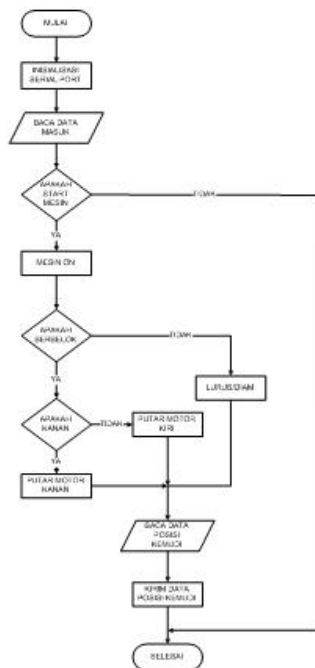 MULAI
INISIALISASI
SERIAL PORT
BACA DATA
MASUK
APAKAH
START
MESIN
TIDAK
YA
MESIN ON
APAKAH
BERBELOK
TIDAK
YA
LURUS/DIAM
APAKAH
KANAN
TIDAK
PUTAR MOTOR
KIRI
YA
PUTAR MOTOR
KANAN
BACA DATA
POSISI
KEMUDI
KIRIM DATA
POSISI KEMUDI
SELESAI